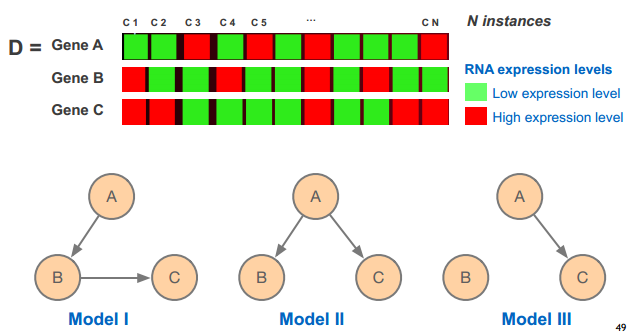 C 1 C 2 C 3 C 4 C 5 ... C N N instances
D = Gene A
Gene B
Gene C
RNA expression levels
Low expression level
High expression level
A A A
B C B C B C
Model I Model II Model III
49